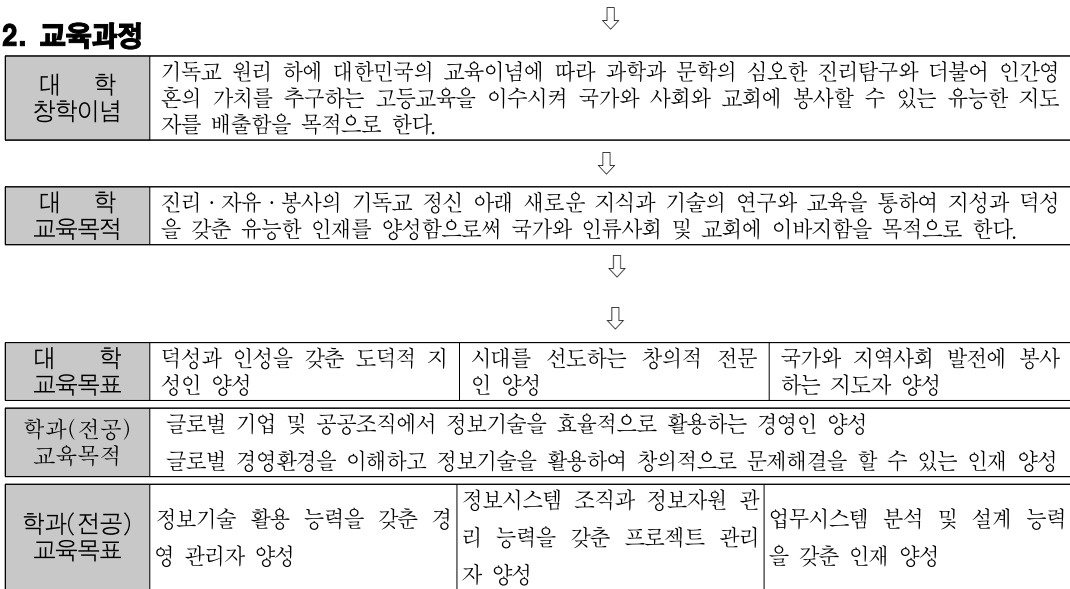 ⇩
2. 교육과정
대 학
창학이념
기독교 원리 하에 대한민국의 교육이념에 따라 과학과 문학의 심오한 진리탐구와 더불어 인간영
혼의 가치를 추구하는 고등교육을 이수시켜 국가와 사회와 교회에 봉사할 수 있는 유능한 지도
자를 배출함을 목적으로 한다.
⇩
대 학
교육목적
진리·자유·봉사의 기독교 정신 아래 새로운 지식과 기술의 연구와 교육을 통하여 지성과 덕성
을 갖춘 유능한 인재를 양성함으로써 국가와 인류사회 및 교회에 이바지함을 목적으로 한다.
⇩
⇩
대 학
교육목표
덕성과 인성을 갖춘 도덕적 지
성인 양성
시대를 선도하는 창의적 전문
인 양성
국가와 지역사회 발전에 봉사
하는 지도자 양성
학과(전공)
교육목적
글로벌 기업 및 공공조직에서 정보기술을 효율적으로 활용하는 경영인 양성
글로벌 경영환경을 이해하고 정보기술을 활용하여 창의적으로 문제해결을 할 수 있는 인재 양성
학과(전공)
교육목표
정보기술 활용 능력을 갖춘 경
영 관리자 양성
정보시스템 조직과 정보자원 관
리 능력을 갖춘 프로젝트 관리
자 양성
업무시스템 분석 및 설계 능력
을 갖춘 인재 양성